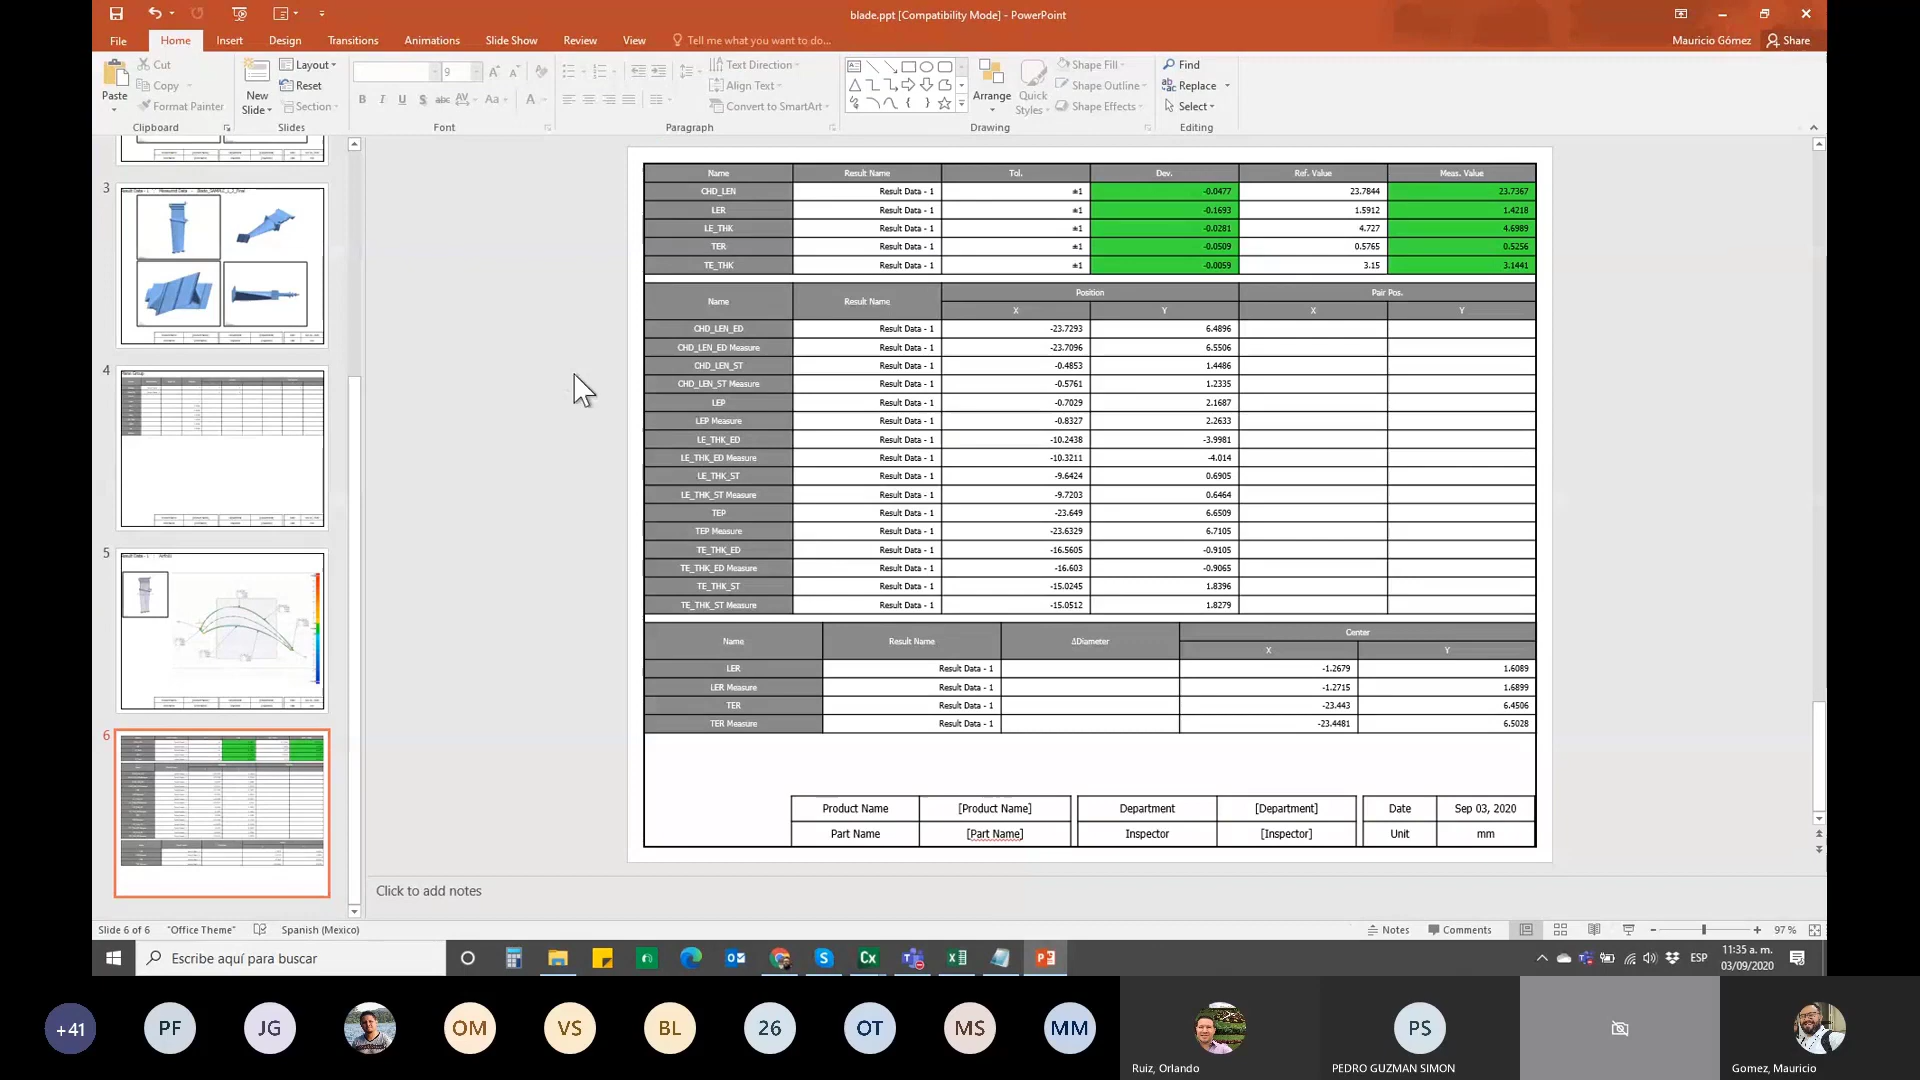 blade.ppt [Compatibility Mode] - PowerPoint
File Home Insert Design Transitions Animations Slide Show Review View Tell me what you want to do... Mauricio Gómez Share
Paste
Cut
Copy
Format Painter
Clipboard
New
Slide
Layout
Reset
Section
Slides
9
B I U S abc AV Aa A
Font
Text Direction
Align Text
Convert to SmartArt
Paragraph
Arrange
Quick
Styles
Shape Fill
Shape Outline
Shape Effects
Drawing
Find
Replace
Select
Editing
3
4
5
6
Name Result Name Tol. Dev. Ref. Value Meas. Value
CHD_LEN Result Data - 1 ±1 -0.0477 23.7844 23.7367
LER Result Data - 1 ±1 -0.1693 1.5912 1.4218
LE_THK Result Data - 1 ±1 -0.0281 4.727 4.6989
TER Result Data - 1 ±1 -0.0509 0.5765 0.5256
TE_THK Result Data - 1 ±1 -0.0059 3.15 3.1441
Name Result Name Position Pair Pos.
X Y X Y
CHD_LEN_ED Result Data - 1 -23.7293 6.4896
CHD_LEN_ED Measure Result Data - 1 -23.7096 6.5506
CHD_LEN_ST Result Data - 1 -0.4853 1.4486
CHD_LEN_ST Measure Result Data - 1 -0.5761 1.2335
LEP Result Data - 1 -0.7029 2.1687
LEP Measure Result Data - 1 -0.8327 2.2633
LE_THK_ED Result Data - 1 -10.2438 -3.9981
LE_THK_ED Measure Result Data - 1 -10.3211 -4.014
LE_THK_ST Result Data - 1 -9.6424 0.6905
LE_THK_ST Measure Result Data - 1 -9.7203 0.6464
TEP Result Data - 1 -23.649 6.6509
TEP Measure Result Data - 1 -23.6329 6.7105
TE_THK_ED Result Data - 1 -16.5605 -0.9105
TE_THK_ED Measure Result Data - 1 -16.603 -0.9065
TE_THK_ST Result Data - 1 -15.0245 1.8396
TE_THK_ST Measure Result Data - 1 -15.0512 1.8279
Name Result Name ΔDiameter Center
X Y
LER Result Data - 1 -1.2679 1.6089
LER Measure Result Data - 1 -1.2715 1.6899
TER Result Data - 1 -23.443 6.4506
TER Measure Result Data - 1 -23.4481 6.5028
Product Name [Product Name] Department [Department] Date Sep 03, 2020
Part Name [Part Name] Inspector [Inspector] Unit mm
Click to add notes
Slide 6 of 6 "Office Theme" Spanish (Mexico) Notes Comments 97 %
Escribe aquí para buscar
ESP
11:35 a. m.
03/09/2020
+41 PF JG OM VS BL 26 OT MS MM PS
Ruiz, Orlando PEDRO GUZMAN SIMON Gomez, Mauricio